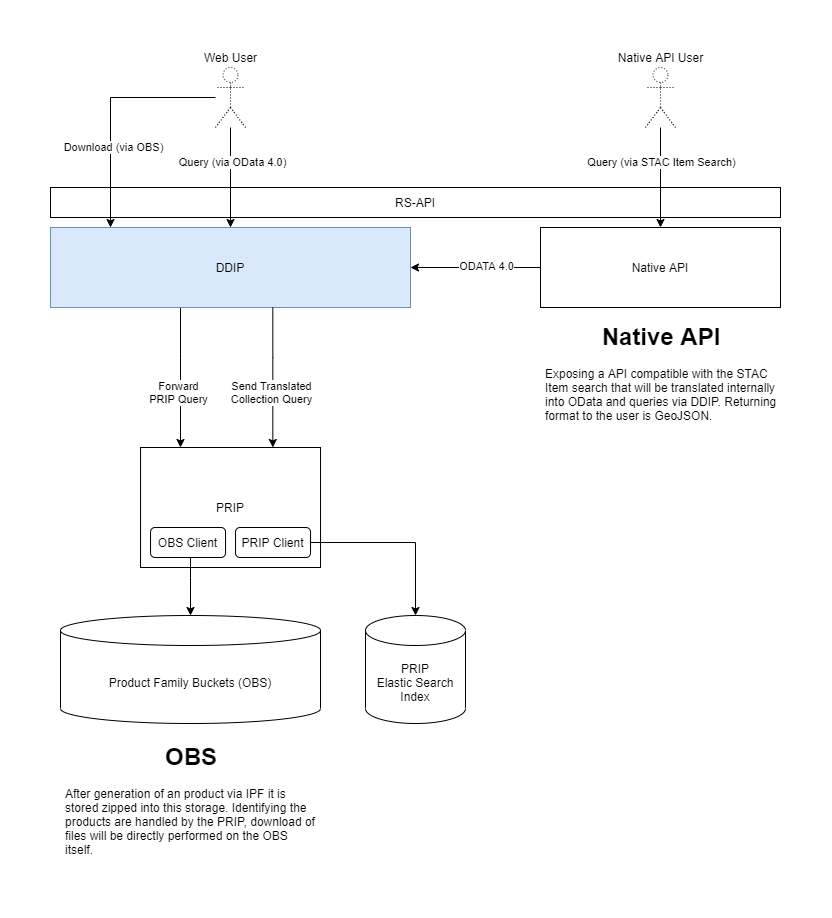 Web User
Native API User
Download (via OBS)
Query (via OData 4.0)
Query (via STAC Item Search)
RS-API
DDIP
ODATA 4.0
Native API
Native API
Exposing a API compatible with the STAC
Item search that will be translated internally
into OData and queries via DDIP. Returning
format to the user is GeoJSON.
Forward
PRIP Query
Send Translated
Collection Query
PRIP
OBS Client
PRIP Client
Product Family Buckets (OBS)
PRIP
Elastic Search
Index
OBS
After generation of an product via IPF it is
stored zipped into this storage. Identifying the
products are handled by the PRIP, download of
files will be directly performed on the OBS
itself.